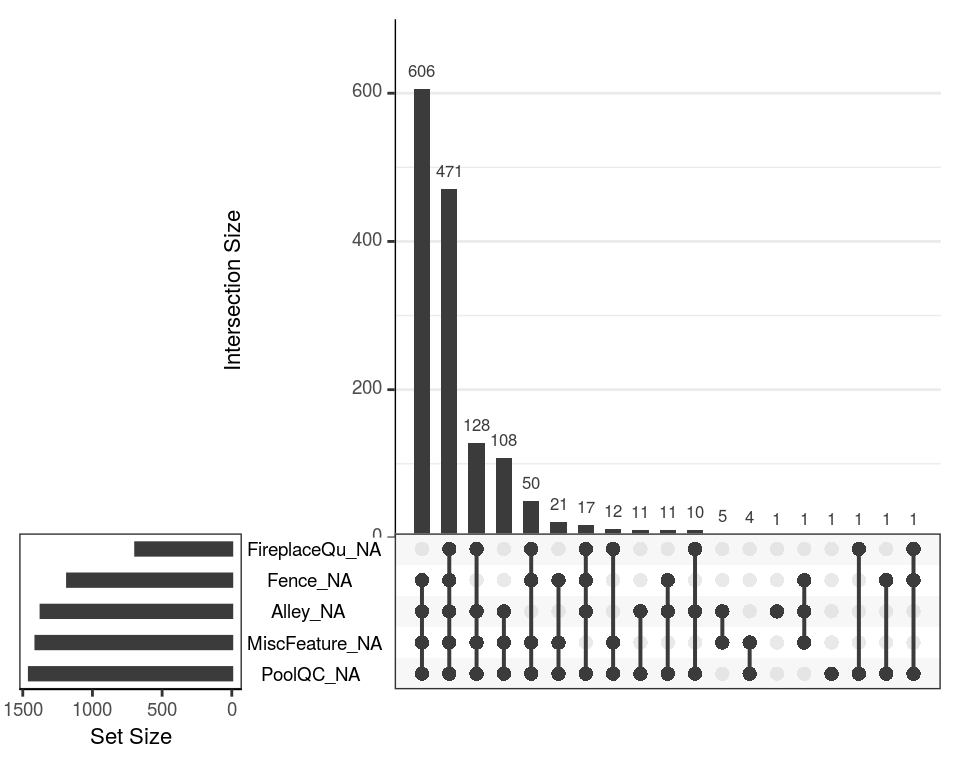 606
600
471
400
Intersection Size
200
128
108
50
21 17 12 11 11 10 5 4 1 1 1 1 1 1
0
FireplaceQu_NA
Fence_NA
Alley_NA
MiscFeature_NA
PoolQC_NA
1500 1000 500 0
Set Size